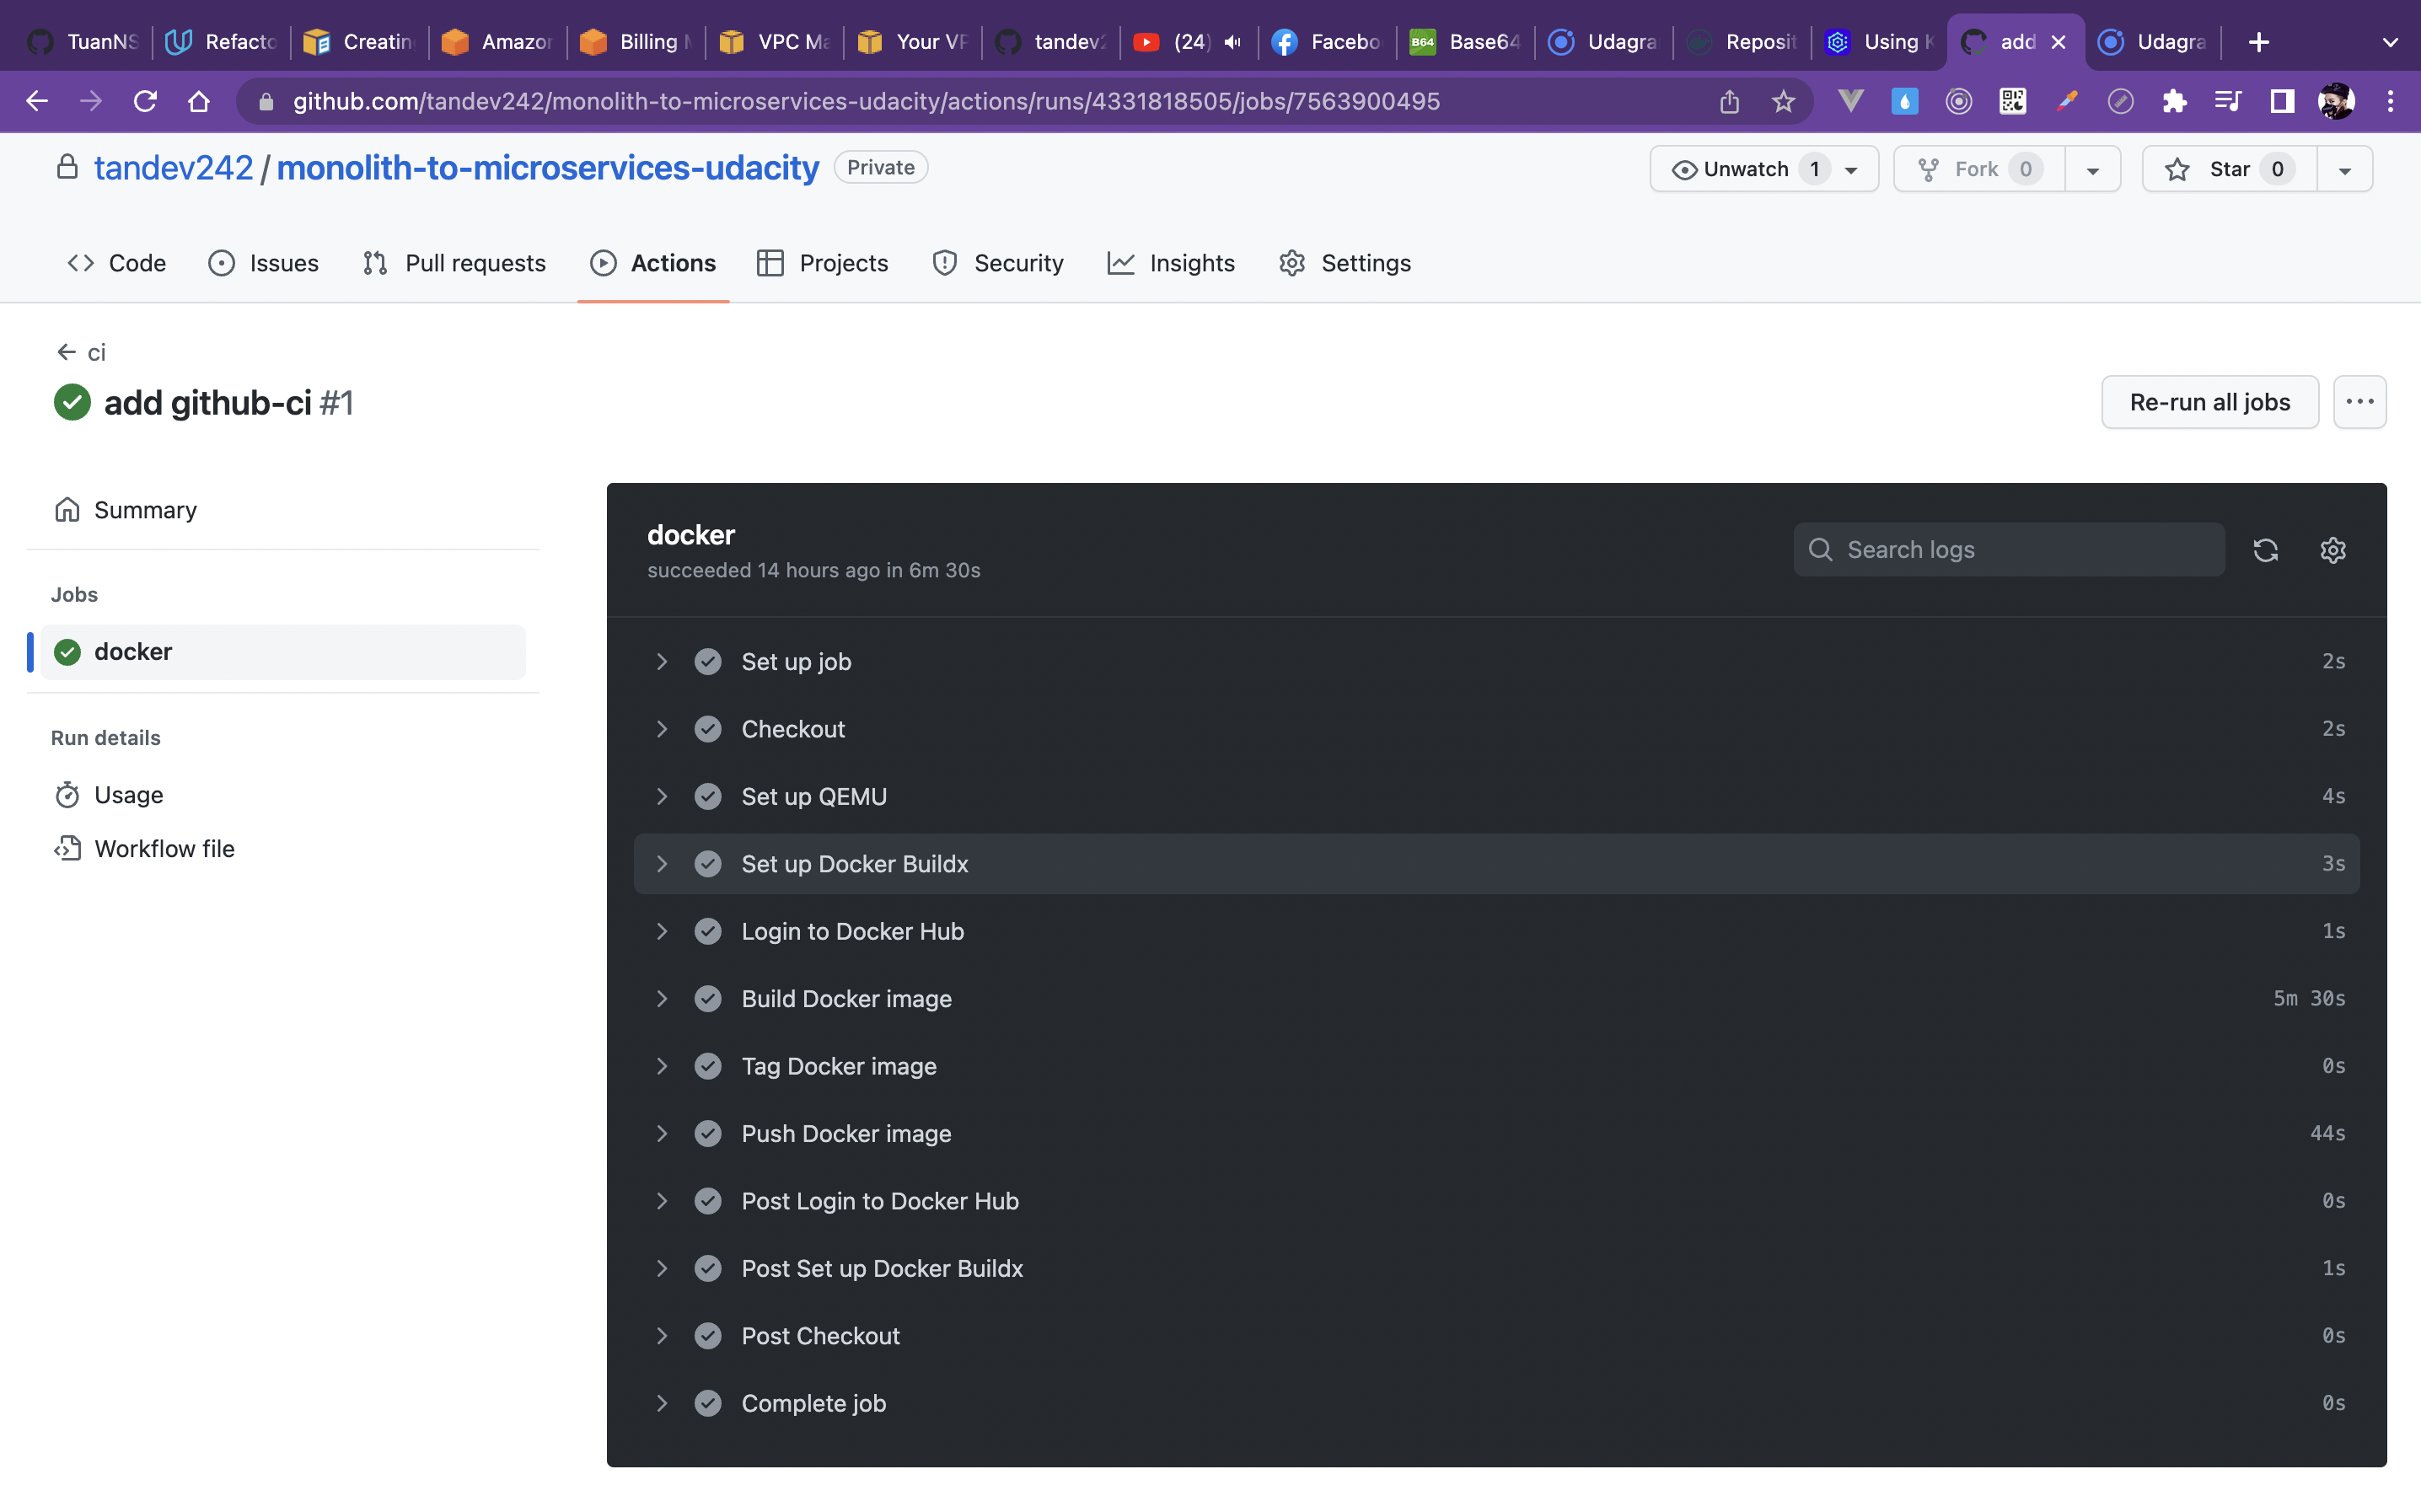 TuanNS Refacto Creatin Amazon Billing M VPC Ma Your VP tandev2 (24) Facebo B64 Base64 Udagra Reposit Using K add Udagra
github.com/tandev242/monolith-to-microservices-udacity/actions/runs/4331818505/jobs/7563900495
tandev242 / monolith-to-microservices-udacity Private Unwatch 1 Fork 0 Star 0
Code Issues Pull requests Actions Projects Security Insights Settings
ci
add github-ci #1 Re-run all jobs
Summary
Jobs
docker
Run details
Usage
Workflow file
docker
succeeded 14 hours ago in 6m 30s
Search logs
Set up job 2s
Checkout 2s
Set up QEMU 4s
Set up Docker Buildx 3s
Login to Docker Hub 1s
Build Docker image 5m 30s
Tag Docker image 0s
Push Docker image 44s
Post Login to Docker Hub 0s
Post Set up Docker Buildx 1s
Post Checkout 0s
Complete job 0s